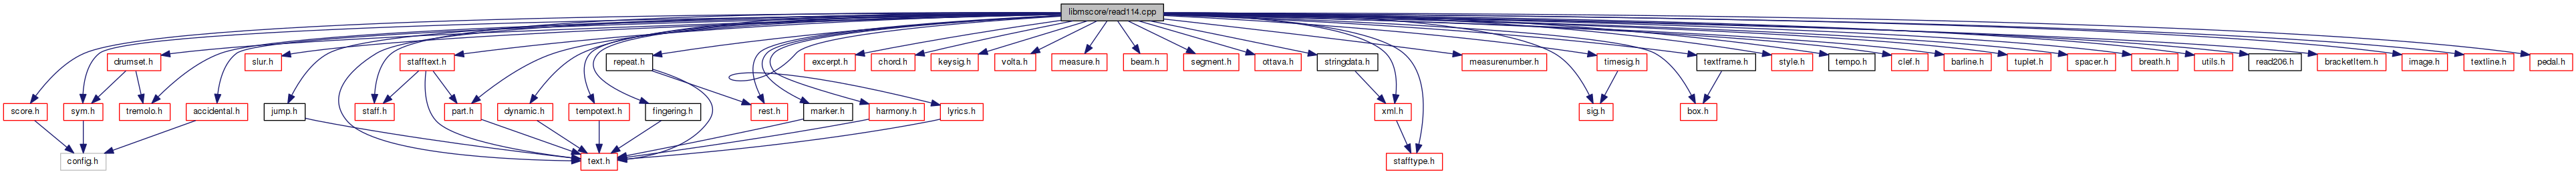 libmscore/read114.cpp
drumset.h
slur.h
stafftext.h
repeat.h
excerpt.h
chord.h
keysig.h
volta.h
measure.h
beam.h
segment.h
ottava.h
stringdata.h
measurenumber.h
timesig.h
textframe.h
style.h
tempo.h
clef.h
barline.h
tuplet.h
spacer.h
breath.h
utils.h
read206.h
bracketItem.h
image.h
textline.h
pedal.h
score.h
sym.h
tremolo.h
accidental.h
jump.h
staff.h
part.h
dynamic.h
tempotext.h
fingering.h
rest.h
marker.h
harmony.h
lyrics.h
xml.h
sig.h
box.h
config.h
text.h
stafftype.h